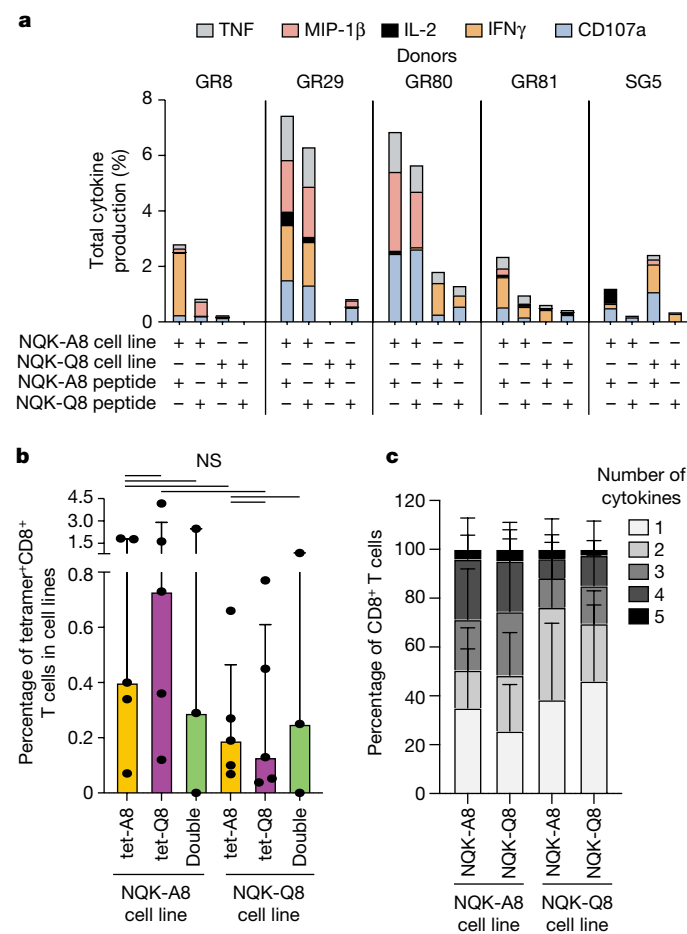 a
TNF MIP-1β IL-2 IFNγ CD107a
Donors
GR8 GR29 GR80 GR81 SG5
Total cytokine
production (%)
8
6
4
2
0
NQK-A8 cell line + + – – + + – – + + – – + + – – + + – –
NQK-Q8 cell line – – + + – – + + – – + + – – + + – – + +
NQK-A8 peptide + – + – + – + – + – + – + – + – + – + –
NQK-Q8 peptide – + – + – + – + – + – + – + – + – + – +
b
NS
Percentage of tetramer⁺CD8⁺
T cells in cell lines
4.5
3.0
1.5
0.8
0.6
0.4
0.2
0
tet-A8 tet-Q8 Double tet-A8 tet-Q8 Double
NQK-A8
cell line
NQK-Q8
cell line
c
Number of
cytokines
1
2
3
4
5
Percentage of CD8⁺ T cells
120
100
80
60
40
20
0
NQK-A8 NQK-Q8 NQK-A8 NQK-Q8
NQK-A8
cell line
NQK-Q8
cell line